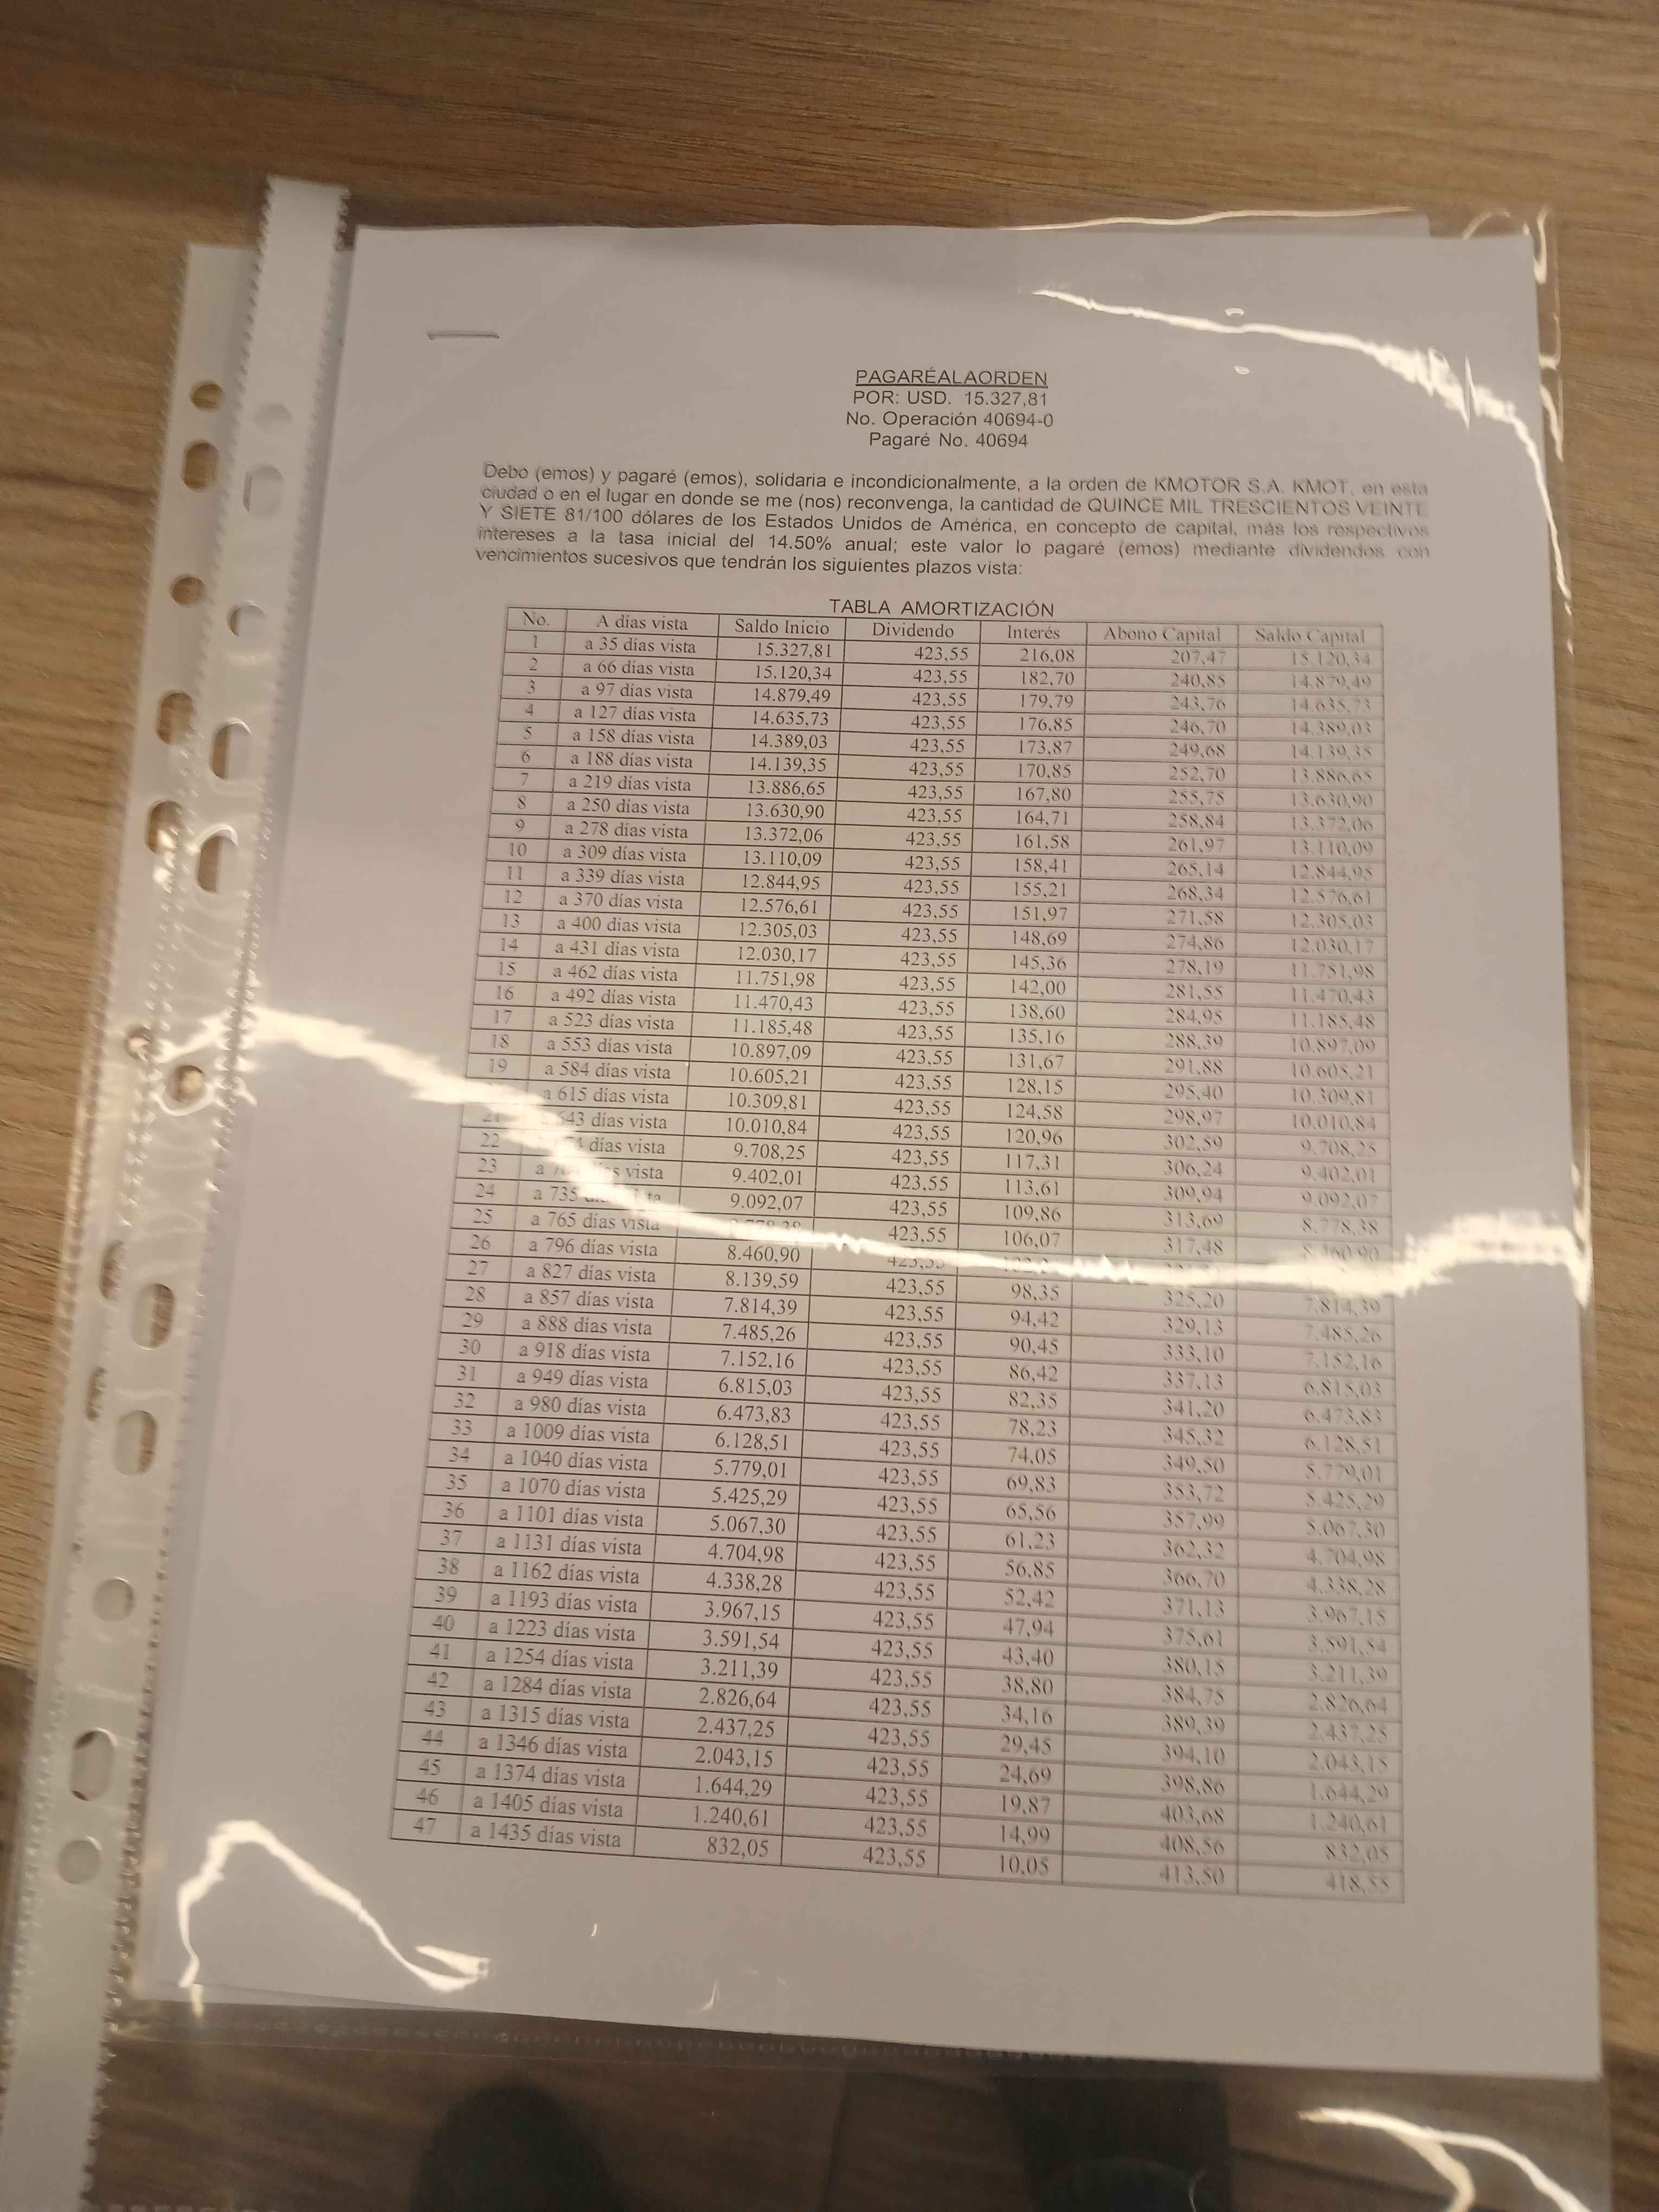 PAGARÉALAORDEN
POR: USD. 15.327,81
No. Operación 40694-0
Pagaré No. 40694
Debo (emos) y pagaré (emos), solidaria e incondicionalmente, a la orden de KMOTOR S.A. KMOT, en esta
ciudad o en el lugar en donde se me (nos) reconvenga, la cantidad de QUINCE MIL TRESCIENTOS VEINTE
Y SIETE 81/100 dólares de los Estados Unidos de América, en concepto de capital, más los respectivos
intereses a la tasa inicial del 14.50% anual; este valor lo pagaré (emos) mediante dividendos con
vencimientos sucesivos que tendrán los siguientes plazos vista:
TABLA AMORTIZACIÓN
No. A días vista Saldo Inicio Dividendo Interés Abono Capital Saldo Capital
1 a 35 días vista 15.327,81 423,55 216,08 207,47 15.120,34
2 a 66 días vista 15.120,34 423,55 182,70 240,85 14.879,49
3 a 97 días vista 14.879,49 423,55 179,79 243,76 14.635,73
4 a 127 días vista 14.635,73 423,55 176,85 246,70 14.389,03
5 a 158 días vista 14.389,03 423,55 173,87 249,68 14.139,35
6 a 188 días vista 14.139,35 423,55 170,85 252,70 13.886,65
7 a 219 días vista 13.886,65 423,55 167,80 255,75 13.630,90
8 a 250 días vista 13.630,90 423,55 164,71 258,84 13.372,06
9 a 278 días vista 13.372,06 423,55 161,58 261,97 13.110,09
10 a 309 días vista 13.110,09 423,55 158,41 265,14 12.844,95
11 a 339 días vista 12.844,95 423,55 155,21 268,34 12.576,61
12 a 370 días vista 12.576,61 423,55 151,97 271,58 12.305,03
13 a 400 días vista 12.305,03 423,55 148,69 274,86 12.030,17
14 a 431 días vista 12.030,17 423,55 145,36 278,19 11.751,98
15 a 462 días vista 11.751,98 423,55 142,00 281,55 11.470,43
16 a 492 días vista 11.470,43 423,55 138,60 284,95 11.185,48
17 a 523 días vista 11.185,48 423,55 135,16 288,39 10.897,09
18 a 553 días vista 10.897,09 423,55 131,67 291,88 10.605,21
19 a 584 días vista 10.605,21 423,55 128,15 295,40 10.309,81
a 615 días vista 10.309,81 423,55 124,58 298,97 10.010,84
días vista 10.010,84 423,55 120,96 302,59 9.708,25
22 días vista 9.708,25 423,55 117,31 306,24 9.402,01
23 a vista 9.402,01 423,55 113,61 309,94 9.092,07
24 a 735 9.092,07 423,55 109,86 313,69 8.778,38
25 a 765 días vista 423,55 106,07 317,48 8.460,90
26 a 796 días vista 8.460,90 423,55
27 a 827 días vista 8.139,59 423,55 98,35 325,20 7.814,39
28 a 857 días vista 7.814,39 423,55 94,42 329,13 7.485,26
29 a 888 días vista 7.485,26 423,55 90,45 333,10 7.152,16
30 a 918 días vista 7.152,16 423,55 86,42 337,13 6.815,03
31 a 949 días vista 6.815,03 423,55 82,35 341,20 6.473,83
32 a 980 días vista 6.473,83 423,55 78,23 345,32 6.128,51
33 a 1009 días vista 6.128,51 423,55 74,05 349,50 5.779,01
34 a 1040 días vista 5.779,01 423,55 69,83 353,72 5.425,29
35 a 1070 días vista 5.425,29 423,55 65,56 357,99 5.067,30
36 a 1101 días vista 5.067,30 423,55 61,23 362,32 4.704,98
37 a 1131 días vista 4.704,98 423,55 56,85 366,70 4.338,28
38 a 1162 días vista 4.338,28 423,55 52,42 371,13 3.967,15
39 a 1193 días vista 3.967,15 423,55 47,94 375,61 3.591,54
40 a 1223 días vista 3.591,54 423,55 43,40 380,15 3.211,39
41 a 1254 días vista 3.211,39 423,55 38,80 384,75 2.826,64
42 a 1284 días vista 2.826,64 423,55 34,16 389,39 2.437,25
43 a 1315 días vista 2.437,25 423,55 29,45 394,10 2.043,15
44 a 1346 días vista 2.043,15 423,55 24,69 398,86 1.644,29
45 a 1374 días vista 1.644,29 423,55 19,87 403,68 1.240,61
46 a 1405 días vista 1.240,61 423,55 14,99 408,56 832,05
47 a 1435 días vista 832,05 423,55 10,05 413,50 418,55